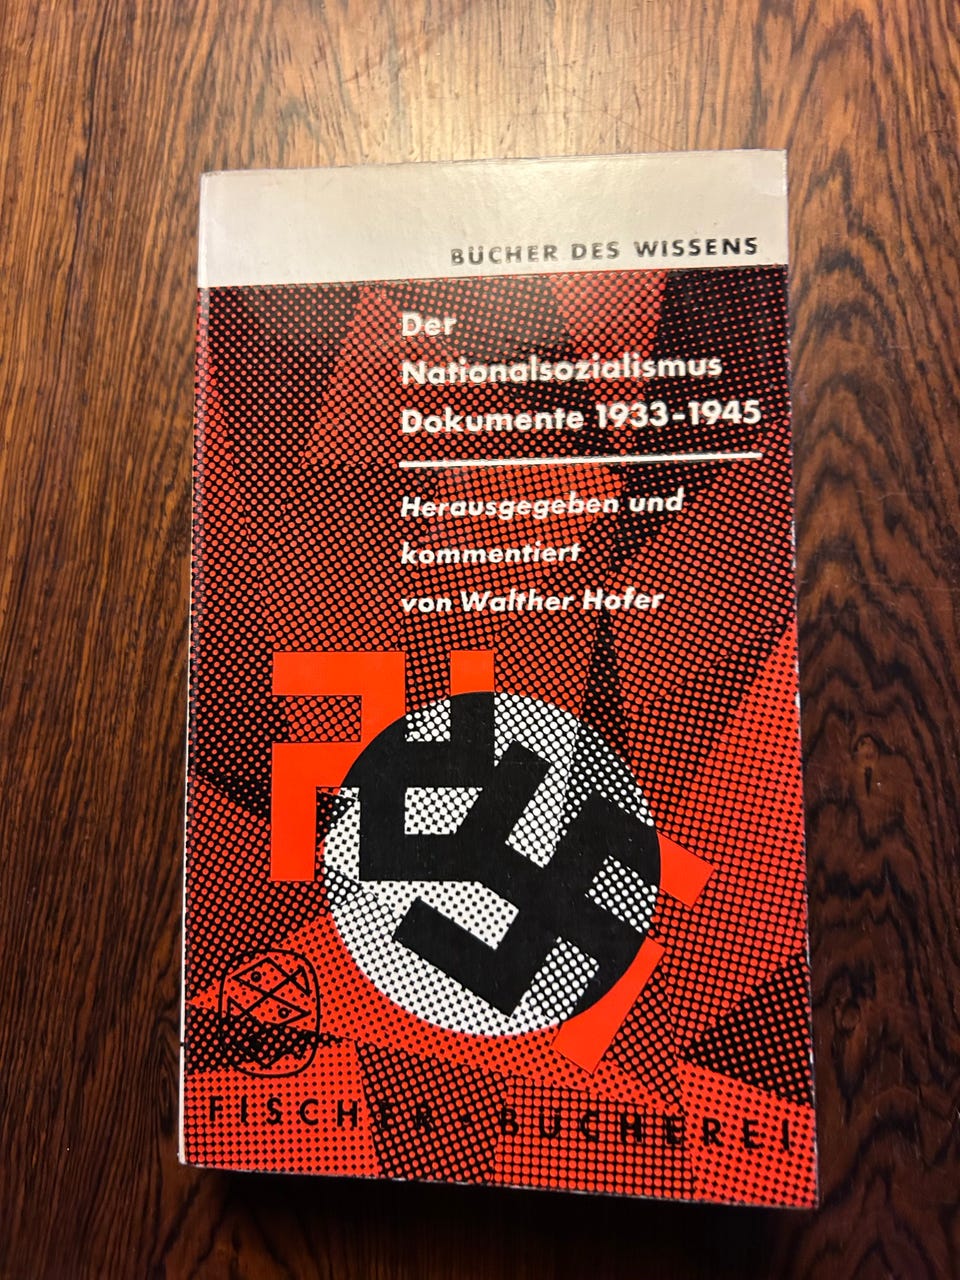 BÜCHER DES WISSENS
Der
Nationalsozialismus
Dokumente 1933-1945
Herausgegeben und
kommentiert
von Walther Hofer
FISCHER · BÜCHEREI